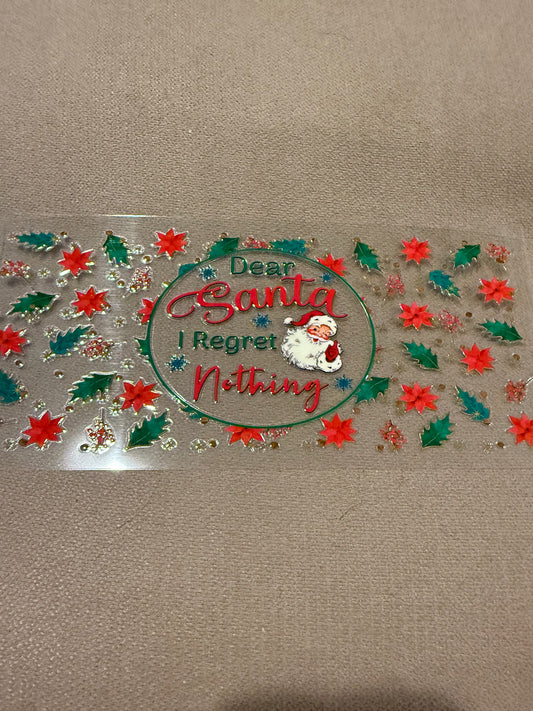 Dear
Santa
I Regret
Nothing